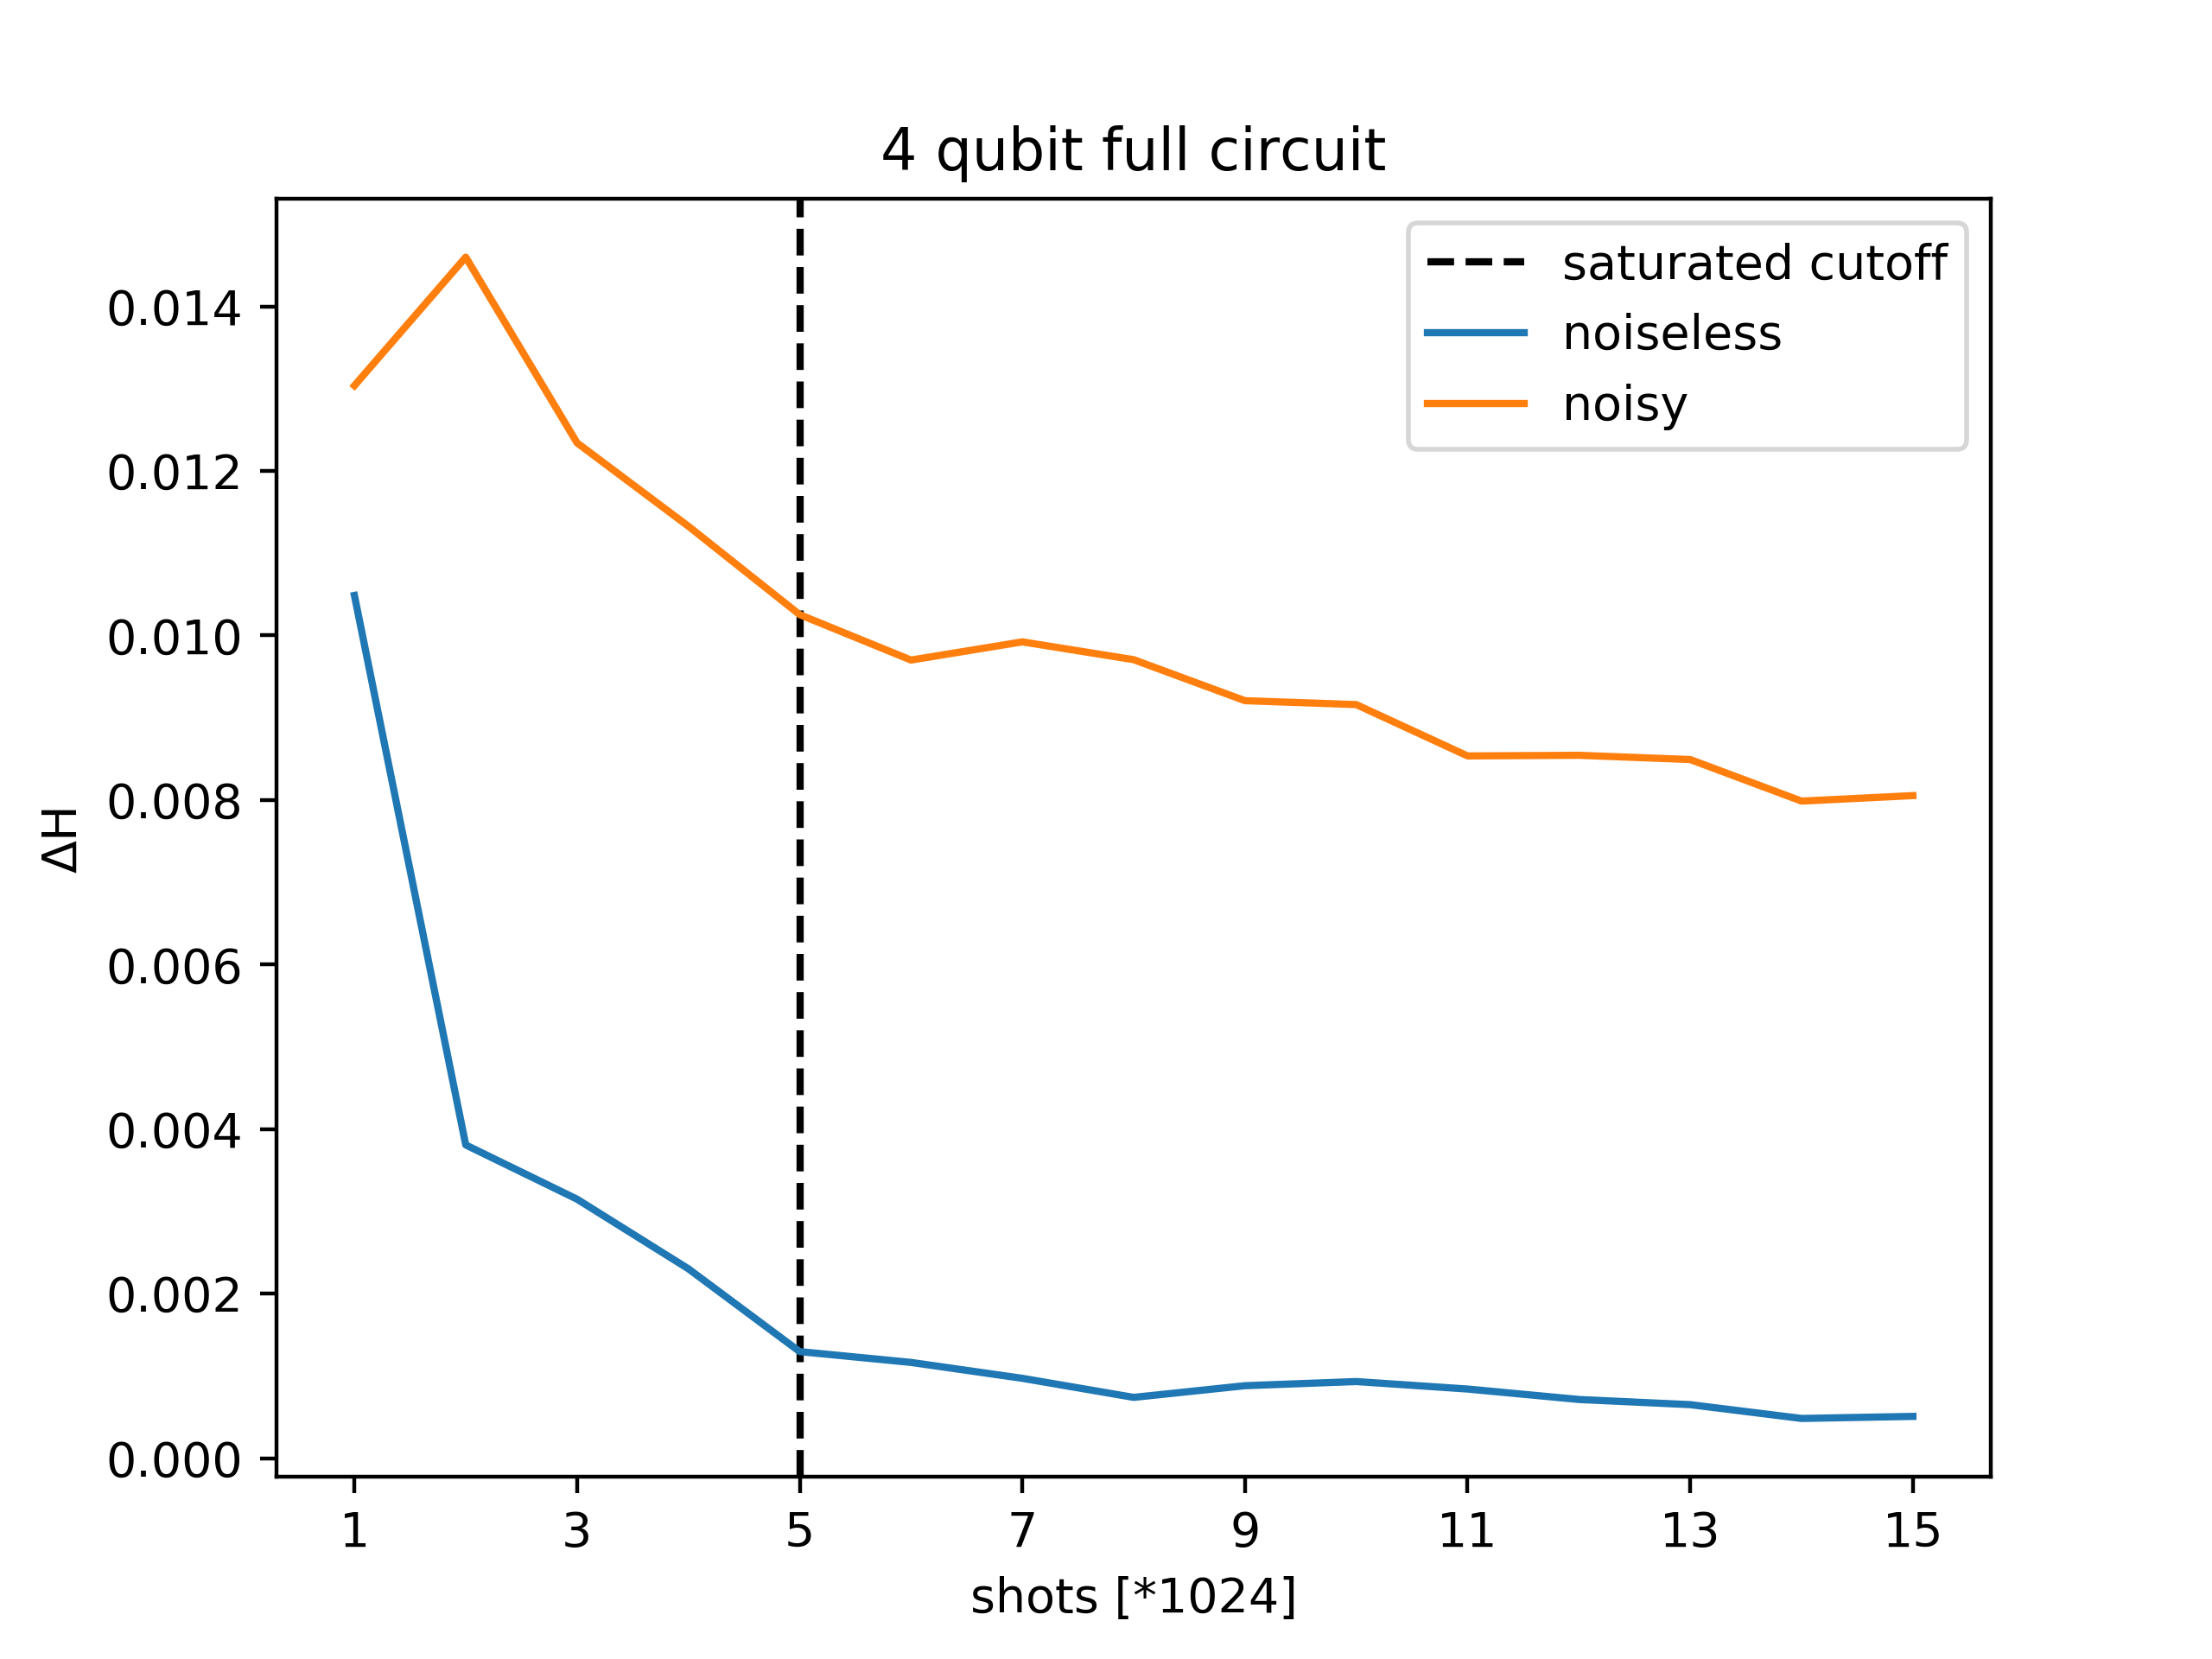 4 qubit full circuit
saturated cutoff
noiseless
noisy
0.014
0.012
0.010
0.008
0.006
0.004
0.002
0.000
ΔH
1 3 5 7 9 11 13 15
shots [*1024]